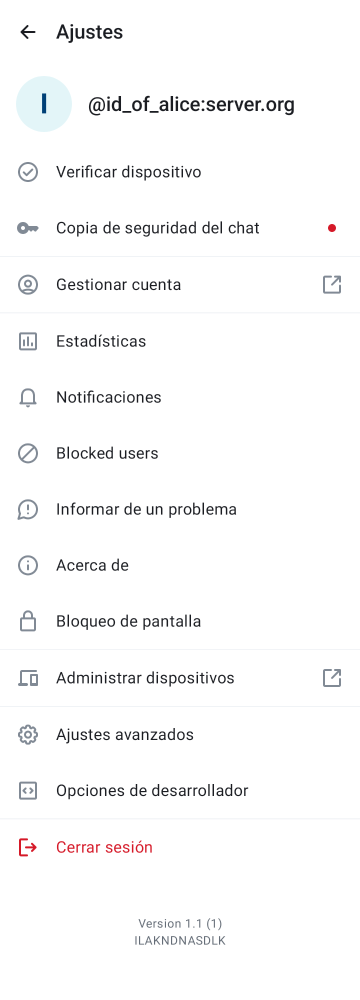 Ajustes
I
@id_of_alice:server.org
Verificar dispositivo
Copia de seguridad del chat
Gestionar cuenta
Estadísticas
Notificaciones
Blocked users
Informar de un problema
Acerca de
Bloqueo de pantalla
Administrar dispositivos
Ajustes avanzados
Opciones de desarrollador
Cerrar sesión
Version 1.1 (1)
ILAKNDNASDLK